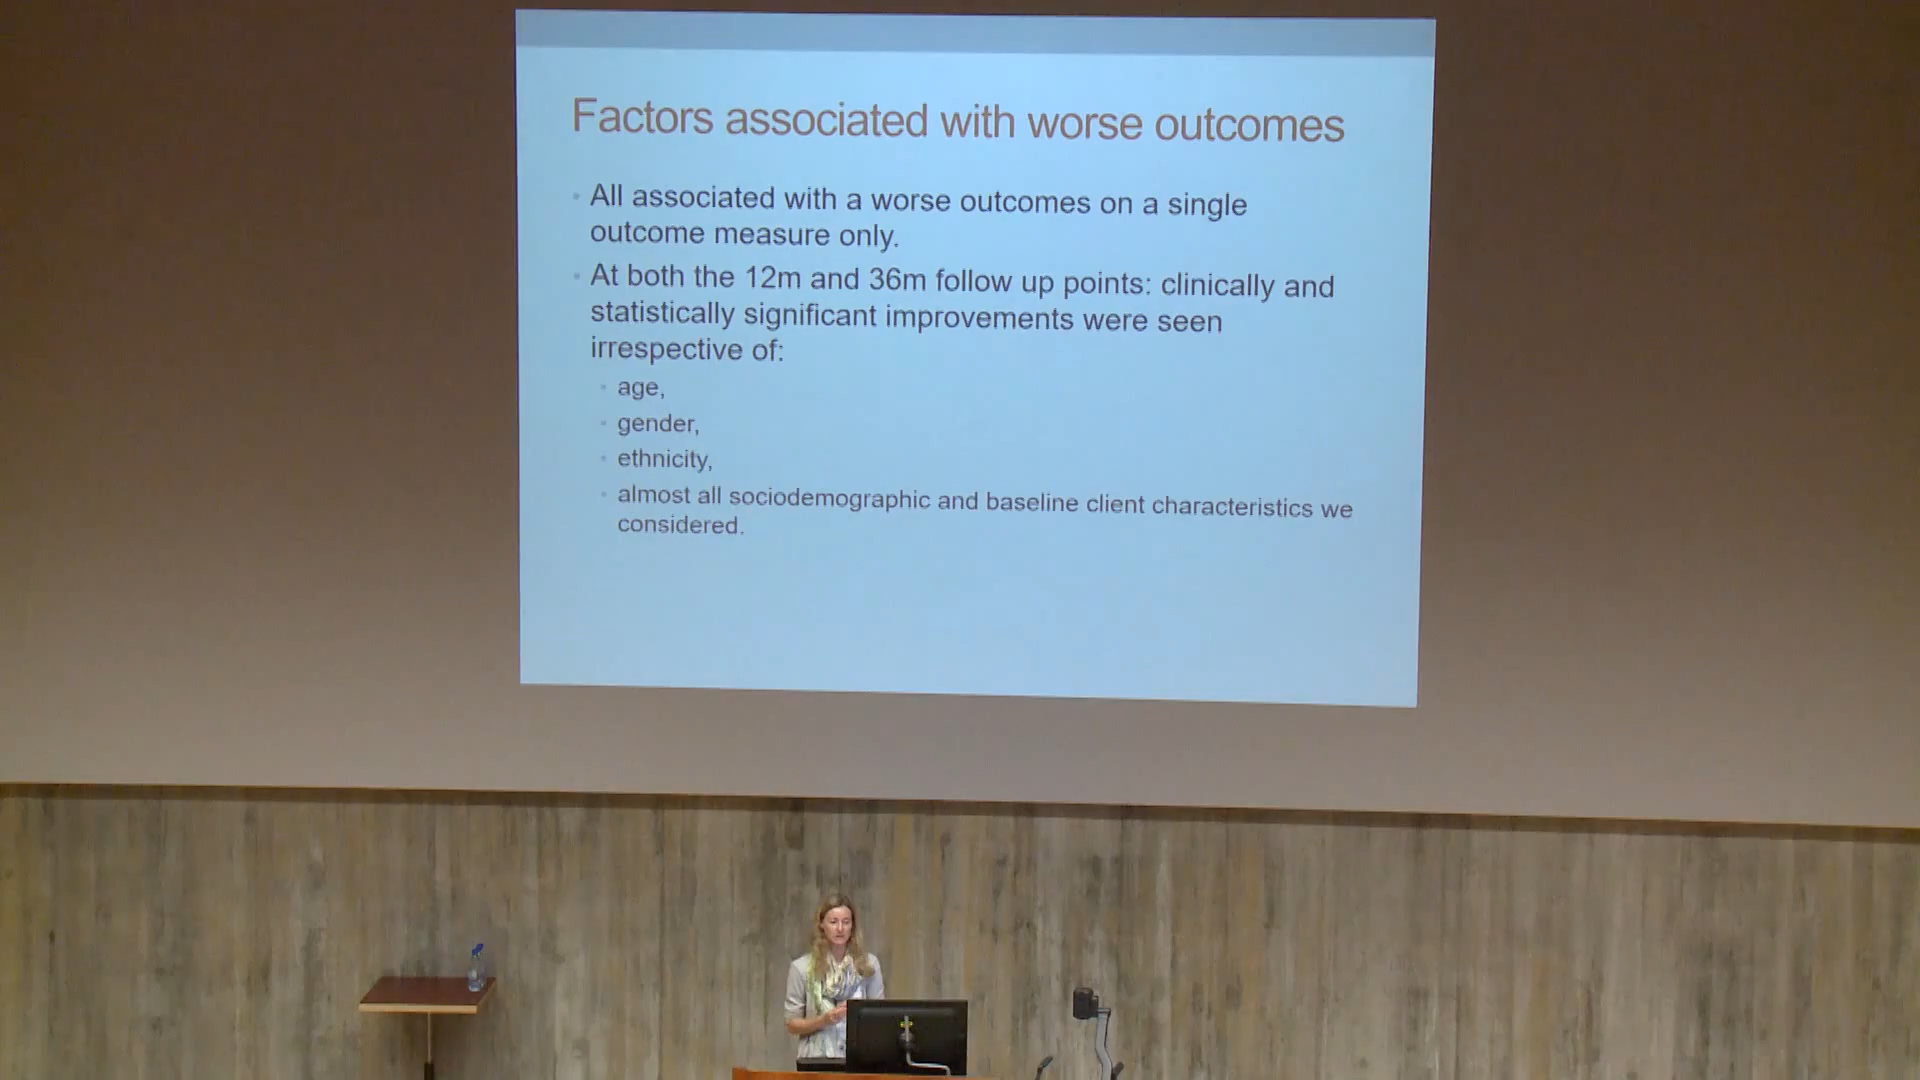 Factors associated with worse outcomes
All associated with a worse outcomes on a single
outcome measure only.
At both the 12m and 36m follow up points: clinically and
statistically significant improvements were seen
irrespective of:
age,
gender,
ethnicity,
almost all sociodemographic and baseline client characteristics we
considered.